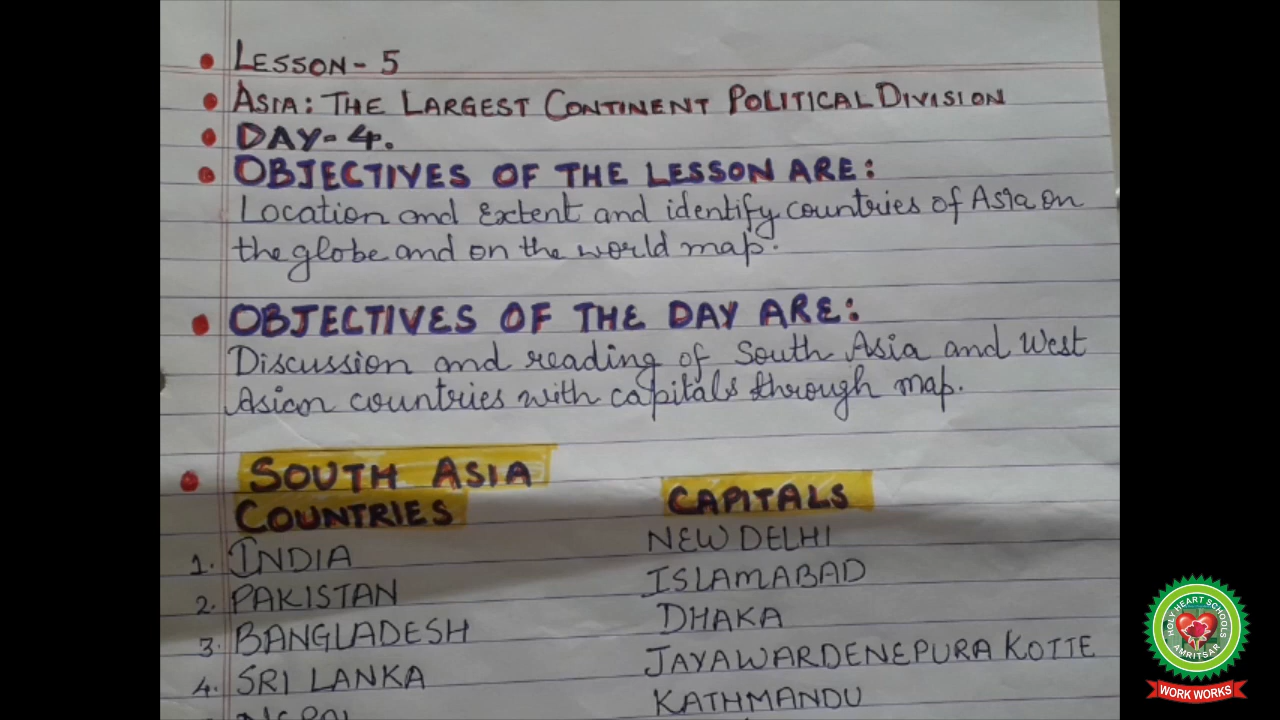 • LESSON - 5
• ASIA: THE LARGEST CONTINENT POLITICAL DIVISION
• DAY - 4.
• OBJECTIVES OF THE LESSON ARE:
Location and Extent and identify countries of Asia on
the globe and on the world map.
• OBJECTIVES OF THE DAY ARE:
Discussion and reading of South Asia and West
Asian countries with capitals through map.
• SOUTH ASIA
COUNTRIES CAPITALS
1. INDIA NEW DELHI
2. PAKISTAN ISLAMABAD
3. BANGLADESH DHAKA
4. SRI LANKA JAYAWARDENEPURA KOTTE
NEPAL KATHMANDU
HOLY HEART SCHOOLS
AMRITSAR
WORK WORKS